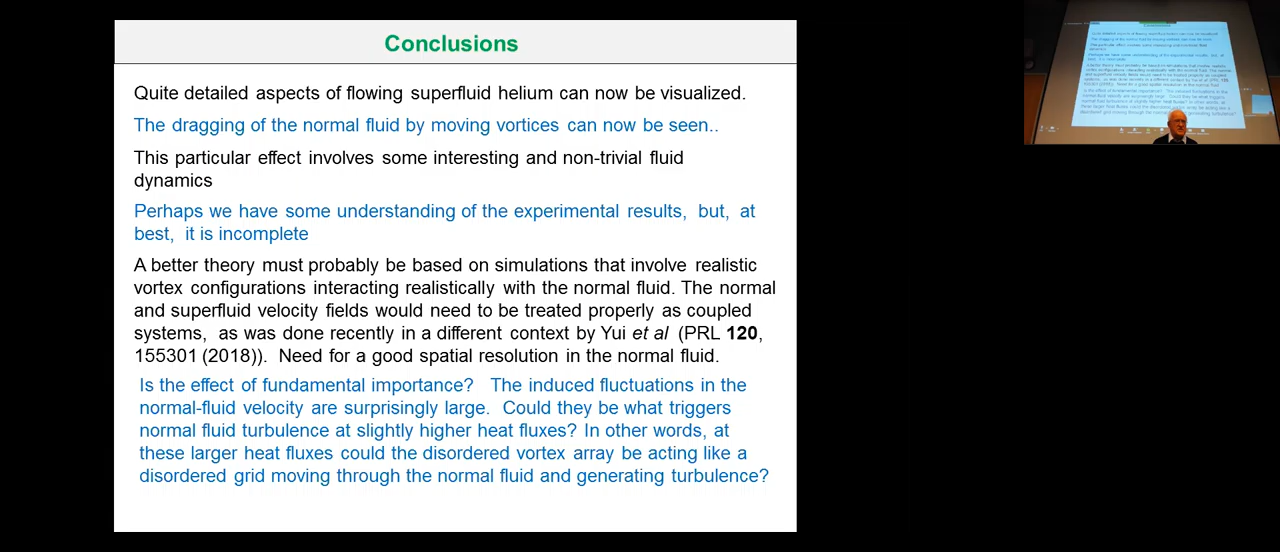 Conclusions
Quite detailed aspects of flowing superfluid helium can now be visualized.
The dragging of the normal fluid by moving vortices can now be seen..
This particular effect involves some interesting and non-trivial fluid
dynamics
Perhaps we have some understanding of the experimental results, but, at
best, it is incomplete
A better theory must probably be based on simulations that involve realistic
vortex configurations interacting realistically with the normal fluid. The normal
and superfluid velocity fields would need to be treated properly as coupled
systems, as was done recently in a different context by Yui et al (PRL 120,
155301 (2018)). Need for a good spatial resolution in the normal fluid.
Is the effect of fundamental importance? The induced fluctuations in the
normal-fluid velocity are surprisingly large. Could they be what triggers
normal fluid turbulence at slightly higher heat fluxes? In other words, at
these larger heat fluxes could the disordered vortex array be acting like a
disordered grid moving through the normal fluid and generating turbulence?